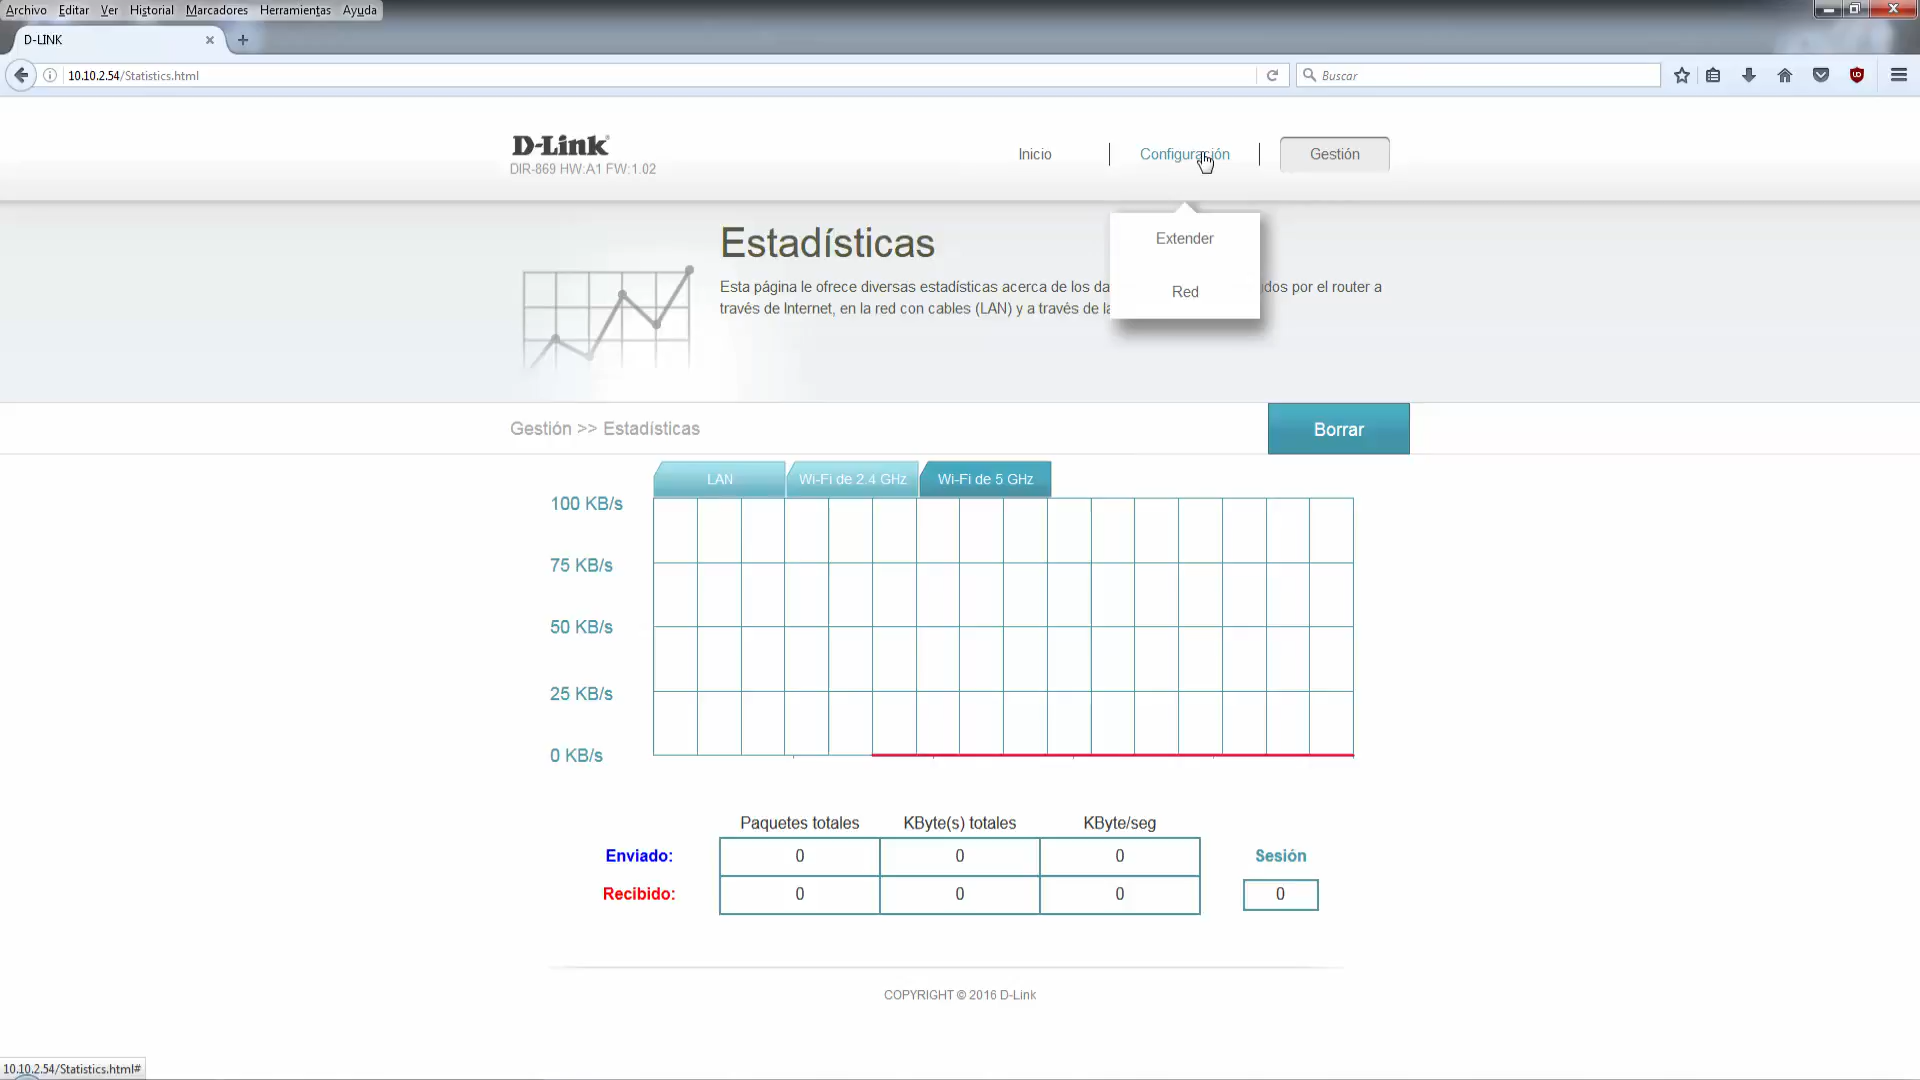 Archivo Editar Ver Historial Marcadores Herramientas Ayuda
D-LINK
10.10.2.54/Statistics.html
Buscar
D-Link
DIR-869 HW:A1 FW:1.02
Inicio
Configuración
Gestión
Extender
Red
Estadísticas
Esta página le ofrece diversas estadísticas acerca de los da dos por el router a
través de Internet, en la red con cables (LAN) y a través de la
Gestión >> Estadísticas
Borrar
LAN
Wi-Fi de 2.4 GHz
Wi-Fi de 5 GHz
100 KB/s
75 KB/s
50 KB/s
25 KB/s
0 KB/s
Paquetes totales KByte(s) totales KByte/seg
Enviado: 0 0 0 Sesión
Recibido: 0 0 0 0
COPYRIGHT © 2016 D-Link
10.10.2.54/Statistics.html#